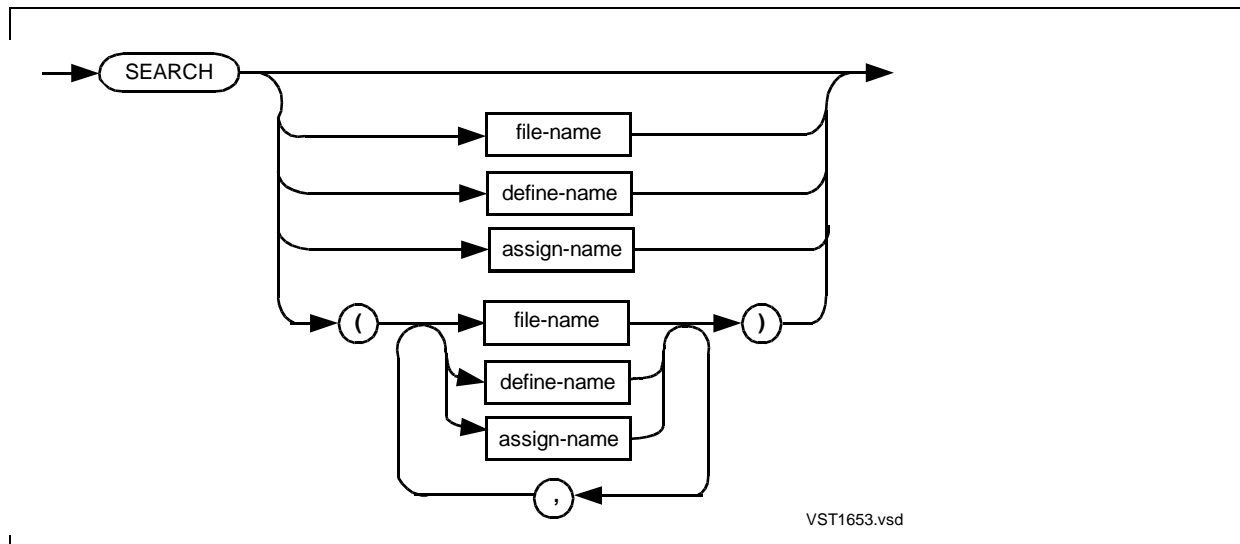 SEARCH
file-name
define-name
assign-name
( file-name )
define-name
assign-name
,
VST1653.vsd